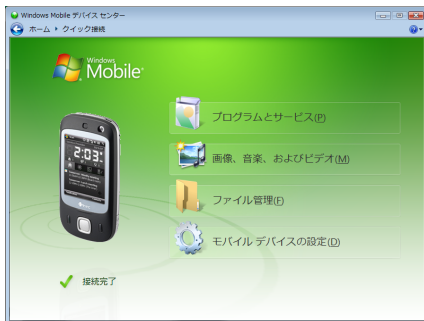 Windows Mobile デバイス センター
ホーム ▸ クイック接続
Windows
Mobile
プログラムとサービス(P)
画像、音楽、およびビデオ(M)
2:03
ファイル管理(F)
モバイル デバイスの設定(D)
接続完了